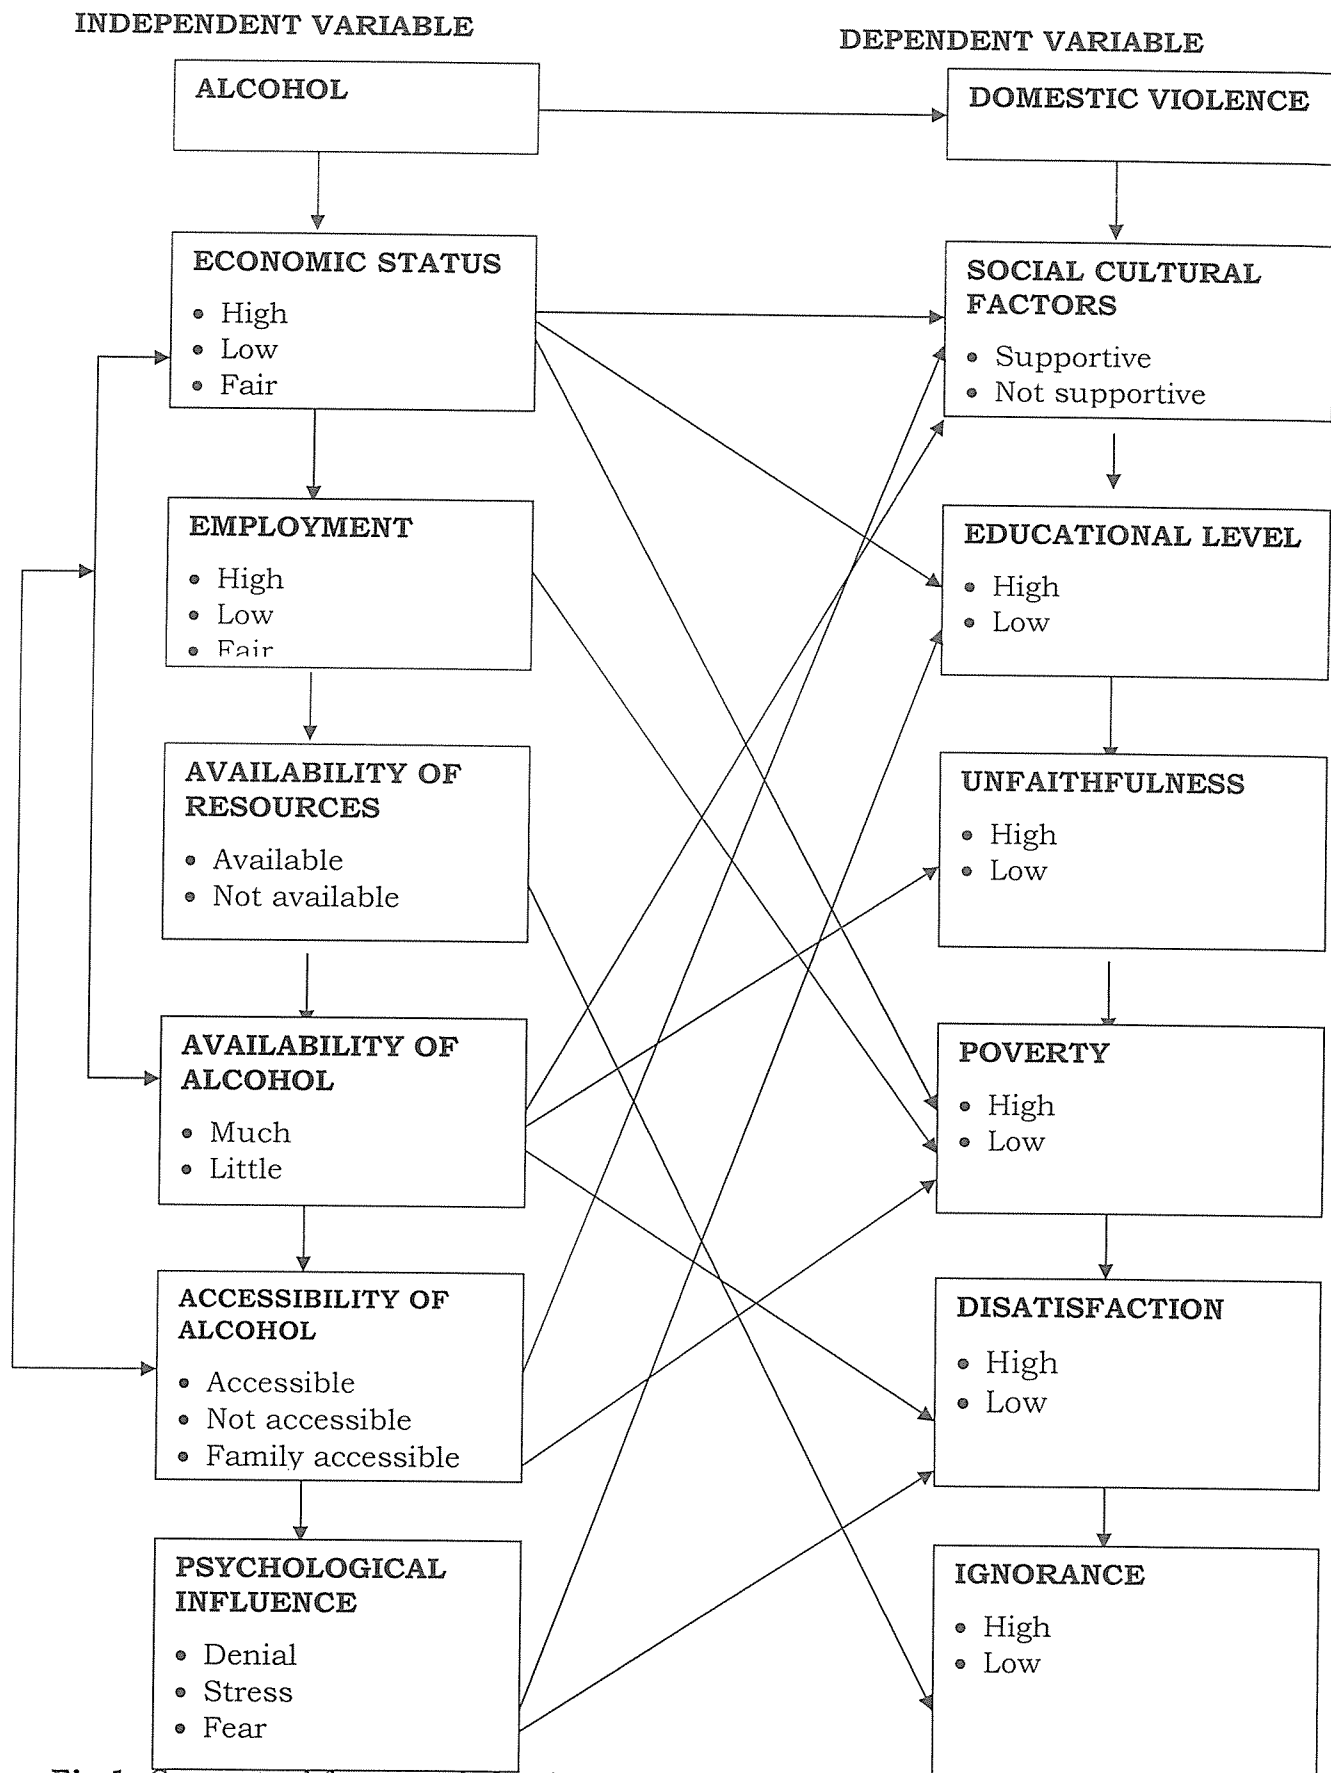 INDEPENDENT VARIABLE
DEPENDENT VARIABLE
ALCOHOL
DOMESTIC VIOLENCE
ECONOMIC STATUS
• High
• Low
• Fair
SOCIAL CULTURAL
FACTORS
• Supportive
• Not supportive
EMPLOYMENT
• High
• Low
• Fair
EDUCATIONAL LEVEL
• High
• Low
AVAILABILITY OF
RESOURCES
• Available
• Not available
UNFAITHFULNESS
• High
• Low
AVAILABILITY OF
ALCOHOL
• Much
• Little
POVERTY
• High
• Low
ACCESSIBILITY OF
ALCOHOL
• Accessible
• Not accessible
• Family accessible
DISATISFACTION
• High
• Low
PSYCHOLOGICAL
INFLUENCE
• Denial
• Stress
• Fear
IGNORANCE
• High
• Low